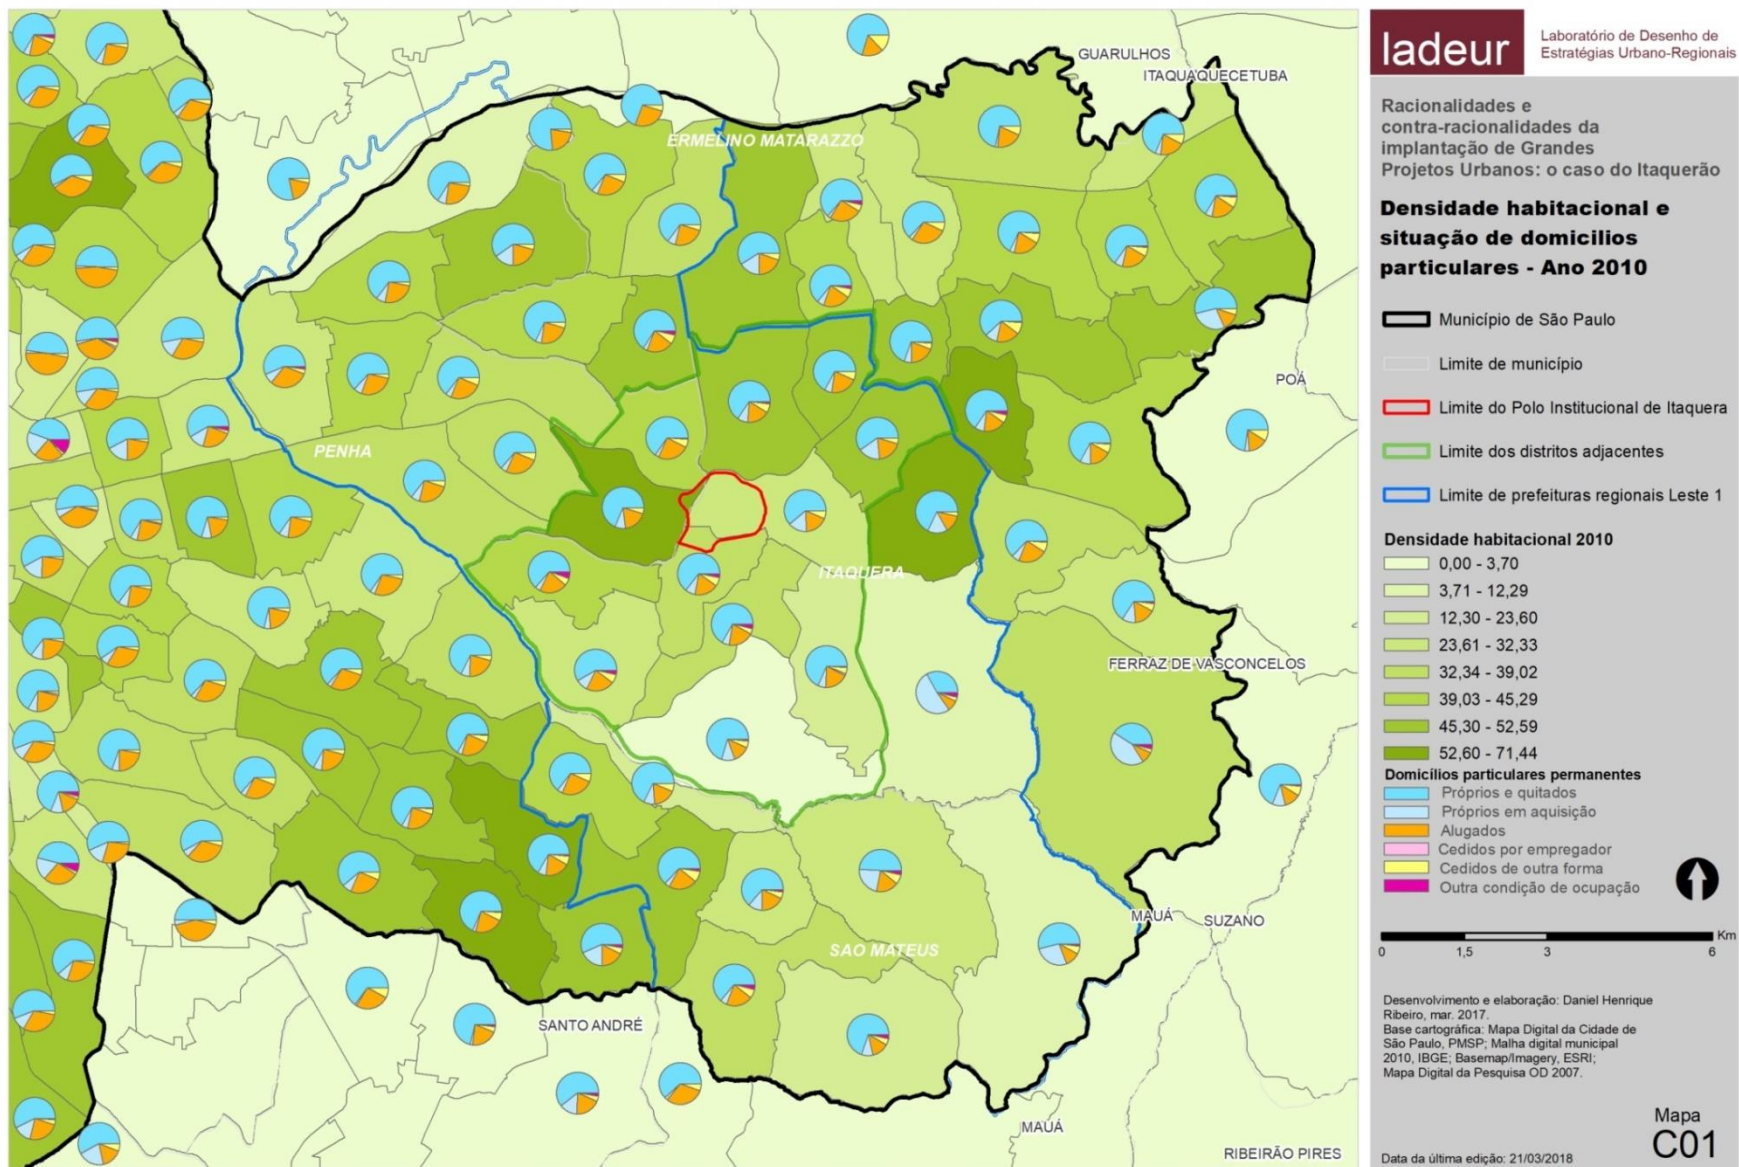 GUARULHOS
ITAQUAQUECETUBA
ERMELINO MATARAZZO
POÁ
PENHA
ITAQUERA
FERRAZ DE VASCONCELOS
MAUÁ
SUZANO
SAO MATEUS
SANTO ANDRÉ
MAUÁ
RIBEIRÃO PIRES
ladeur
Laboratório de Desenho de
Estratégias Urbano-Regionais
Racionalidades e
contra-racionalidades da
implantação de Grandes
Projetos Urbanos: o caso do Itaquerão
Densidade habitacional e
situação de domicilios
particulares - Ano 2010
Município de São Paulo
Limite de município
Limite do Polo Institucional de Itaquera
Limite dos distritos adjacentes
Limite de prefeituras regionais Leste 1
Densidade habitacional 2010
0,00 - 3,70
3,71 - 12,29
12,30 - 23,60
23,61 - 32,33
32,34 - 39,02
39,03 - 45,29
45,30 - 52,59
52,60 - 71,44
Domicílios particulares permanentes
Próprios e quitados
Próprios em aquisição
Alugados
Cedidos por empregador
Cedidos de outra forma
Outra condição de ocupação
Km
0 1,5 3 6
Desenvolvimento e elaboração: Daniel Henrique
Ribeiro, mar. 2017.
Base cartográfica: Mapa Digital da Cidade de
São Paulo, PMSP; Malha digital municipal
2010, IBGE; Basemap/Imagery, ESRI;
Mapa Digital da Pesquisa OD 2007.
Mapa
C01
Data da última edição: 21/03/2018